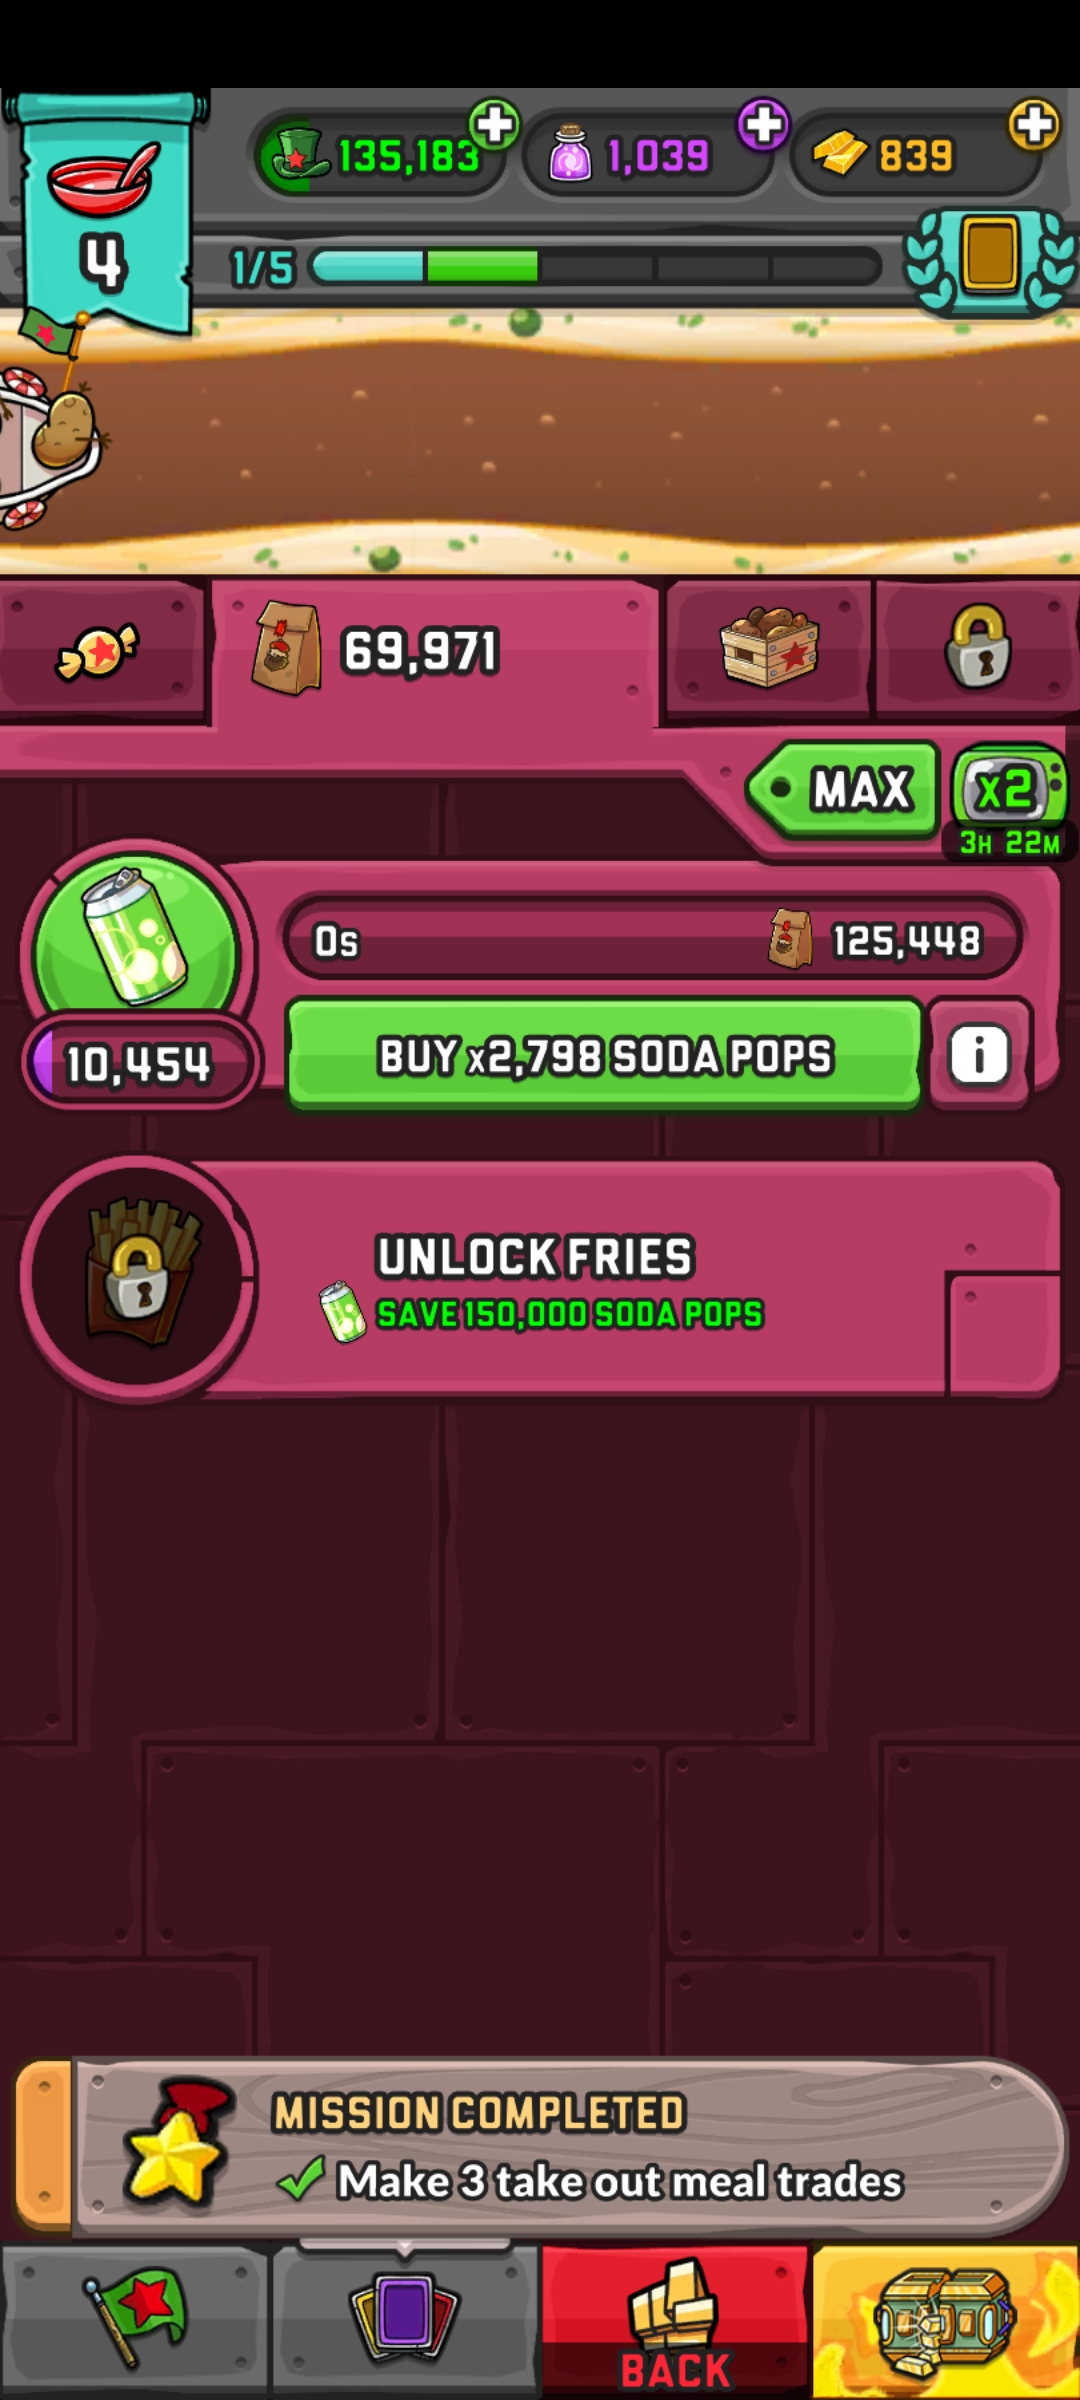 135,183
1,039
839
4
1/5
69,971
MAX
x2
3H 22M
0s
125,448
10,454
BUY x2,798 SODA POPS
i
UNLOCK FRIES
SAVE 150,000 SODA POPS
MISSION COMPLETED
Make 3 take out meal trades
BACK